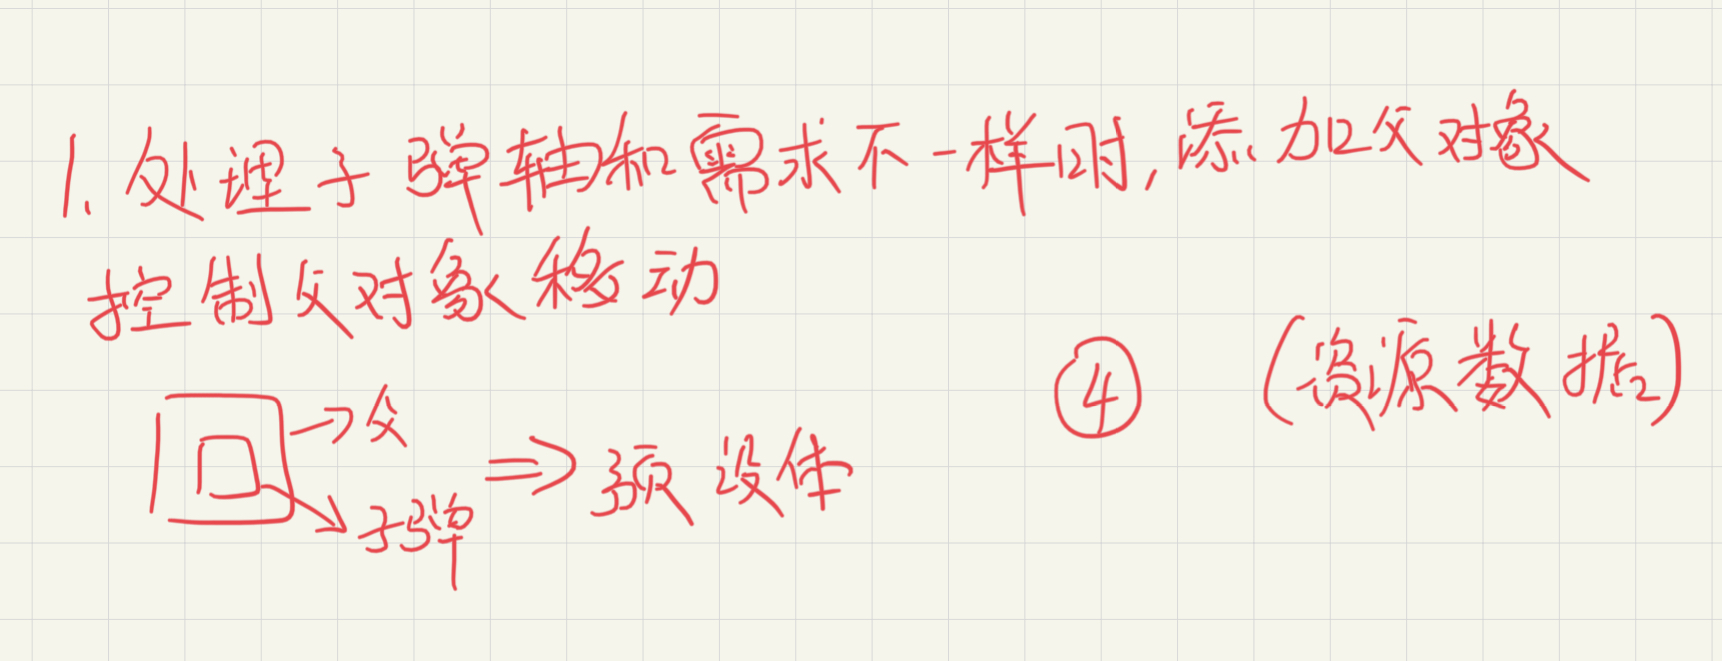 1. 处理子弹轴和需求不一样时, 添加父对象
控制父对象移动
④ (资源数据)
→父
⇒预设体
子弹